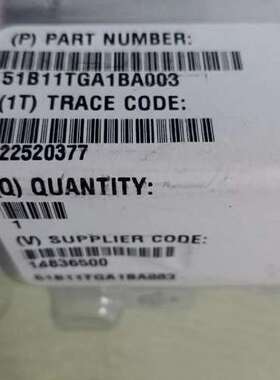 (P) PART NUMBER:
51B11TGA1BA003
(1T) TRACE CODE:
22520377
Q) QUANTITY:
1
(V) SUPPLIER CODE:
14836500
51B11TGA1BA003